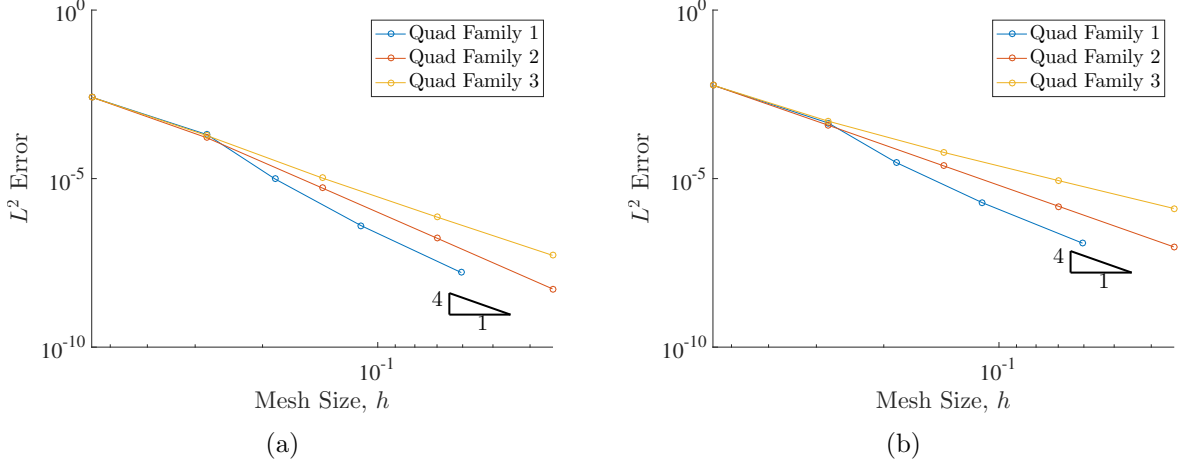 10^0
Quad Family 1
Quad Family 2
Quad Family 3
L^2 Error
10^-5
4
1
10^-10
10^-1
Mesh Size, h
(a)
10^0
Quad Family 1
Quad Family 2
Quad Family 3
L^2 Error
10^-5
4
1
10^-10
10^-1
Mesh Size, h
(b)